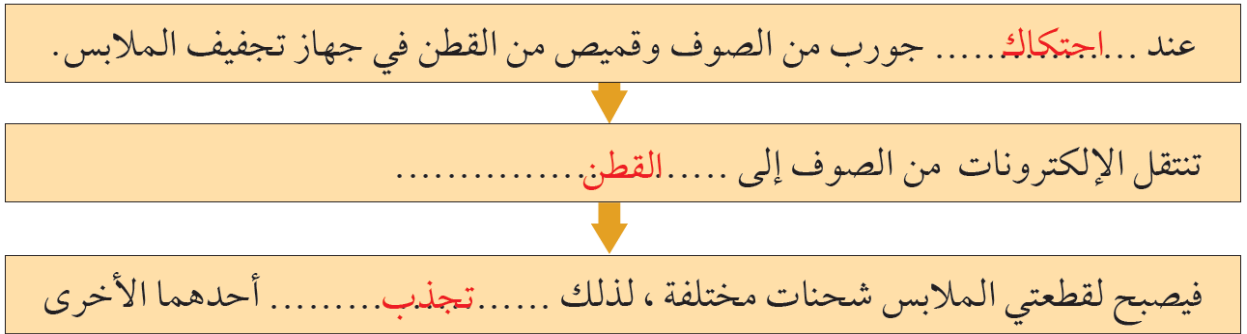 عند ...احتكاك............. جورب من الصوف وقميص من القطن في جهاز تجفيف الملابس.
تنتقل الإلكترونات من الصوف إلى ......القطن...............
فيصبح لقطعتي الملابس شحنات مختلفة ، لذلك ......تجذب......... أحدهما الأخرى